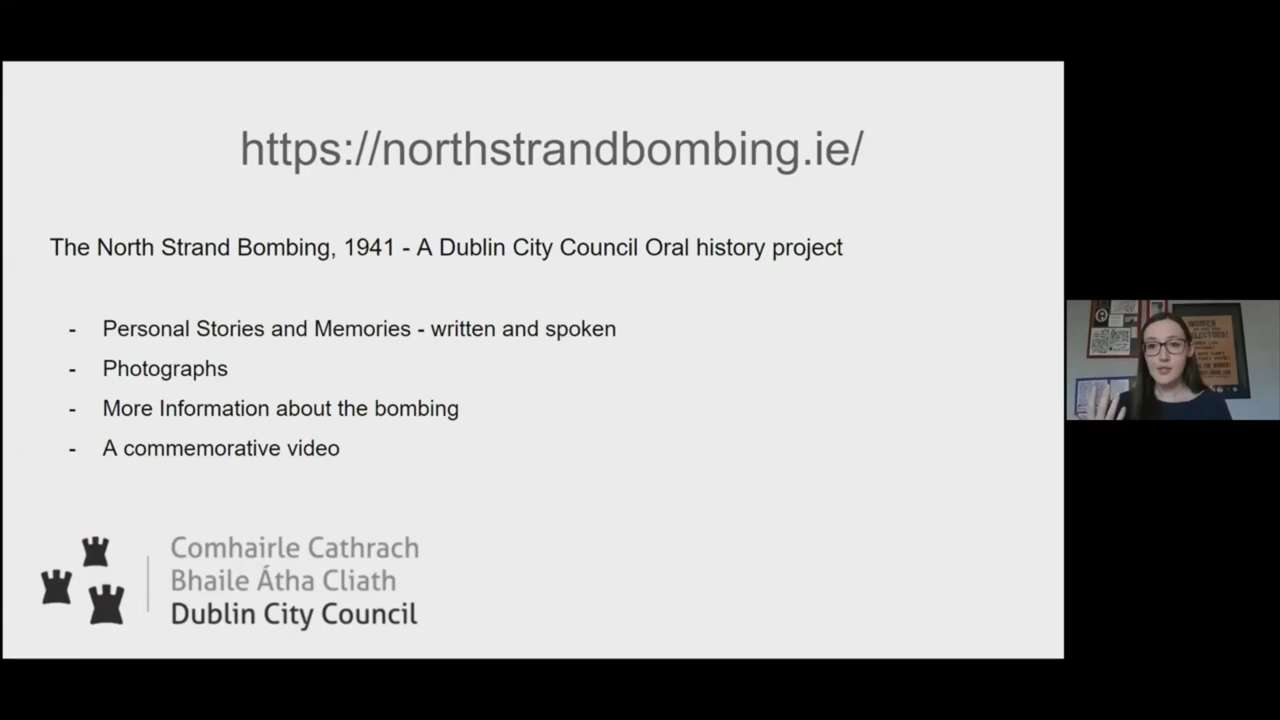 https://northstrandbombing.ie/
The North Strand Bombing, 1941 - A Dublin City Council Oral history project
- Personal Stories and Memories - written and spoken
- Photographs
- More Information about the bombing
- A commemorative video
Comhairle Cathrach
Bhaile Átha Cliath
Dublin City Council
WOMEN